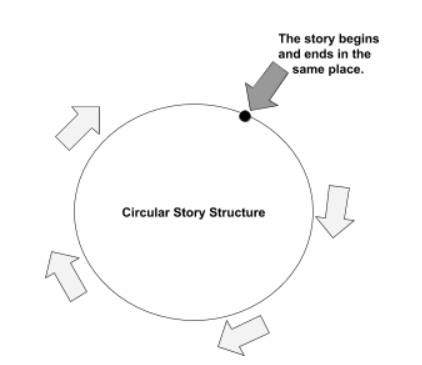 The story begins
and ends in the
same place.
Circular Story Structure